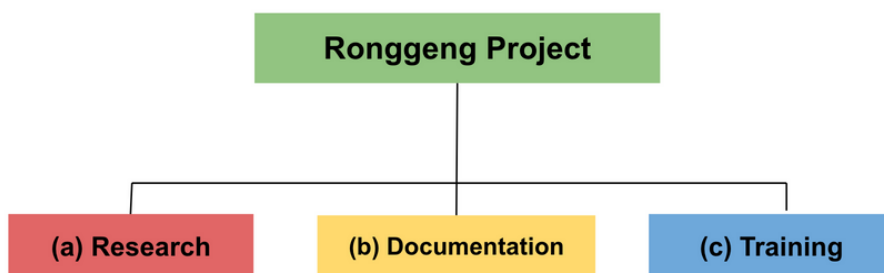 Ronggeng Project
(a) Research
(b) Documentation
(c) Training